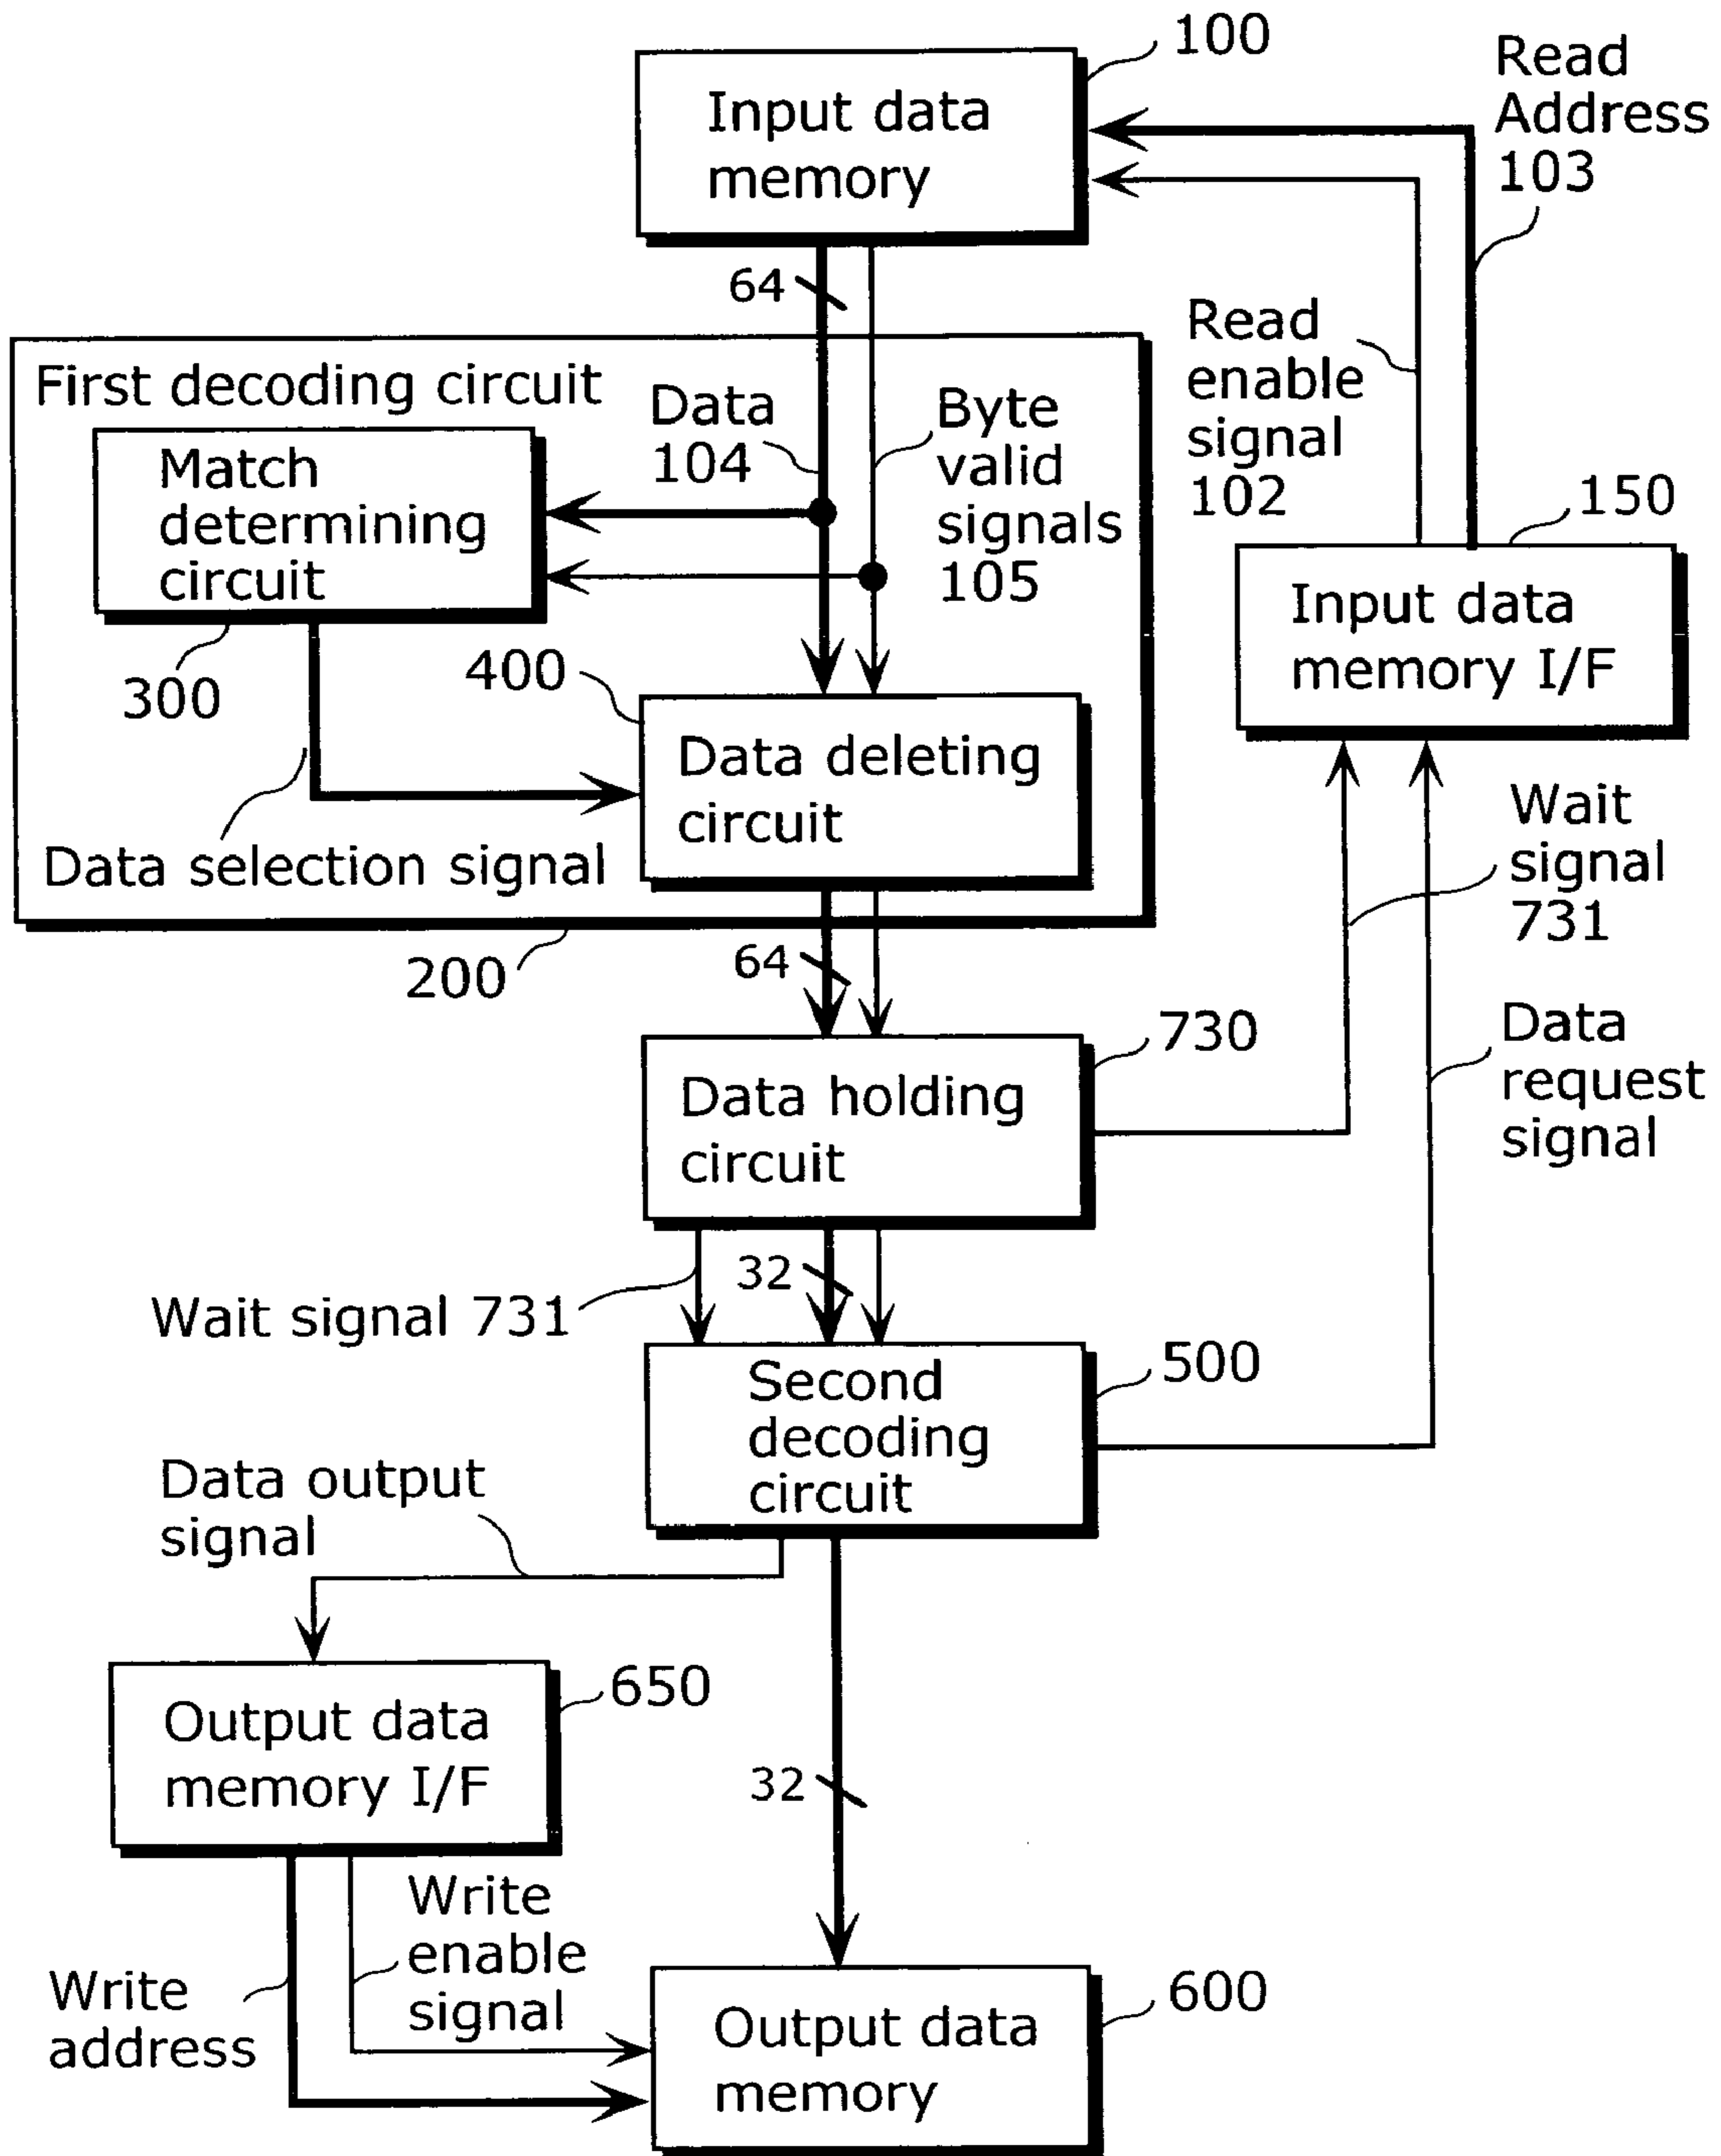 100
Input data
memory
Read
Address
103
64
Read
enable
signal
102
First decoding circuit
Data
104
Byte
valid
signals
105
Match
determining
circuit
300
150
Input data
memory I/F
400
Data deleting
circuit
Data selection signal
200
Wait
signal
731
64
730
Data holding
circuit
Data
request
signal
32
Wait signal 731
500
Second
decoding
circuit
Data output
signal
650
Output data
memory I/F
32
Write
enable
signal
Write
address
600
Output data
memory